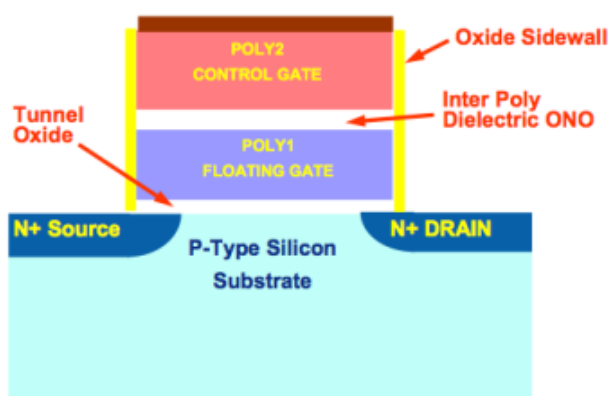 POLY2
CONTROL GATE
Oxide Sidewall
Inter Poly
Dielectric ONO
Tunnel
Oxide
POLY1
FLOATING GATE
N+ Source
N+ DRAIN
P-Type Silicon
Substrate